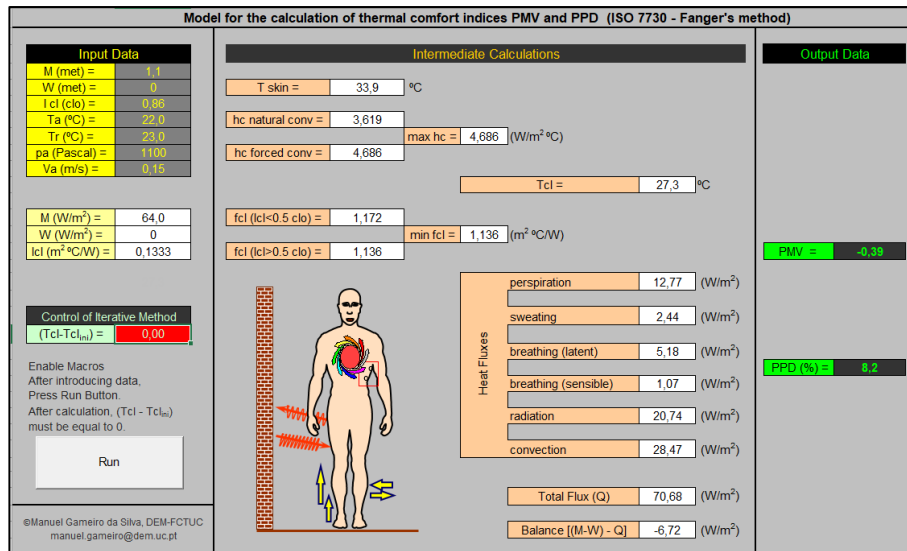 Model for the calculation of thermal comfort indices PMV and PPD (ISO 7730 - Fanger's method)
Input Data
M (met) = 1,1
W (met) = 0
I cl (clo) = 0,86
Ta (ºC) = 22,0
Tr (ºC) = 23,0
pa (Pascal) = 1100
Va (m/s) = 0,15
M (W/m²) = 64,0
W (W/m²) = 0
Icl (m² ºC/W) = 0,1333
Control of Iterative Method
(Tcl-Tclini) = 0,00
Enable Macros
After introducing data,
Press Run Button.
After calculation, (Tcl - Tclini)
must be equal to 0.
Run
©Manuel Gameiro da Silva, DEM-FCTUC
manuel.gameiro@dem.uc.pt
Intermediate Calculations
T skin = 33,9 ºC
hc natural conv = 3,619
max hc = 4,686 (W/m² ºC)
hc forced conv = 4,686
Tcl = 27,3 ºC
fcl (Icl<0.5 clo) = 1,172
min fcl = 1,136 (m² ºC/W)
fcl (Icl>0.5 clo) = 1,136
Heat Fluxes
perspiration 12,77 (W/m²)
sweating 2,44 (W/m²)
breathing (latent) 5,18 (W/m²)
breathing (sensible) 1,07 (W/m²)
radiation 20,74 (W/m²)
convection 28,47 (W/m²)
Total Flux (Q) 70,68 (W/m²)
Balance [(M-W) - Q] -6,72 (W/m²)
Output Data
PMV = -0,39
PPD (%) = 8,2